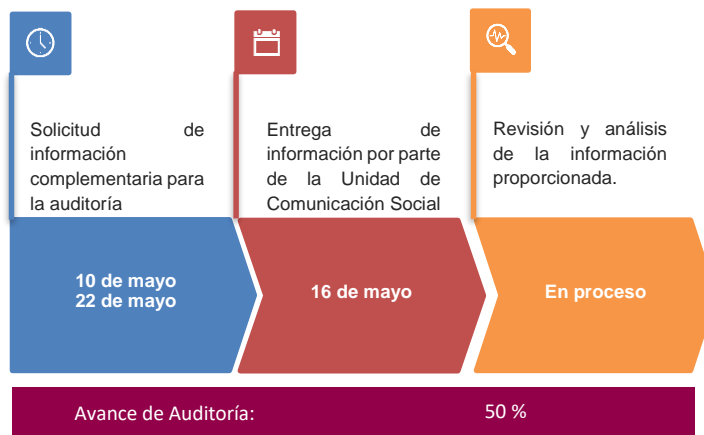 Solicitud de
información
complementaria para
la auditoría
Entrega de
información por parte
de la Unidad de
Comunicación Social
Revisión y análisis
de la información
proporcionada.
10 de mayo
22 de mayo
16 de mayo
En proceso
Avance de Auditoría: 50 %